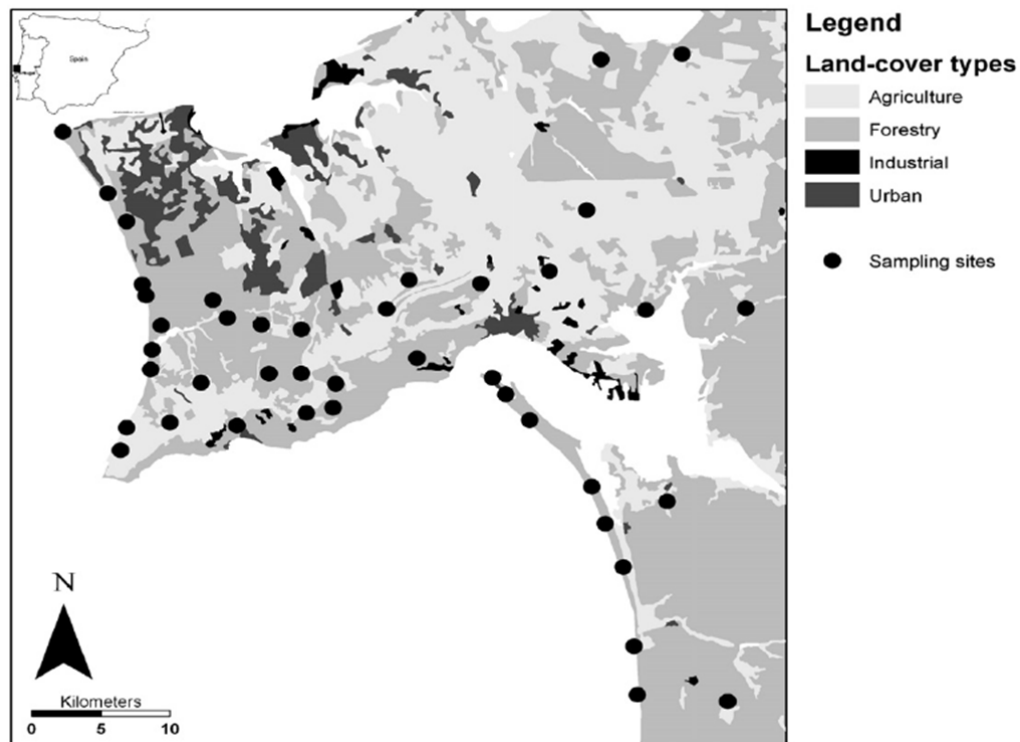 Spain
Legend
Land-cover types
Agriculture
Forestry
Industrial
Urban
Sampling sites
N
Kilometers
0 5 10